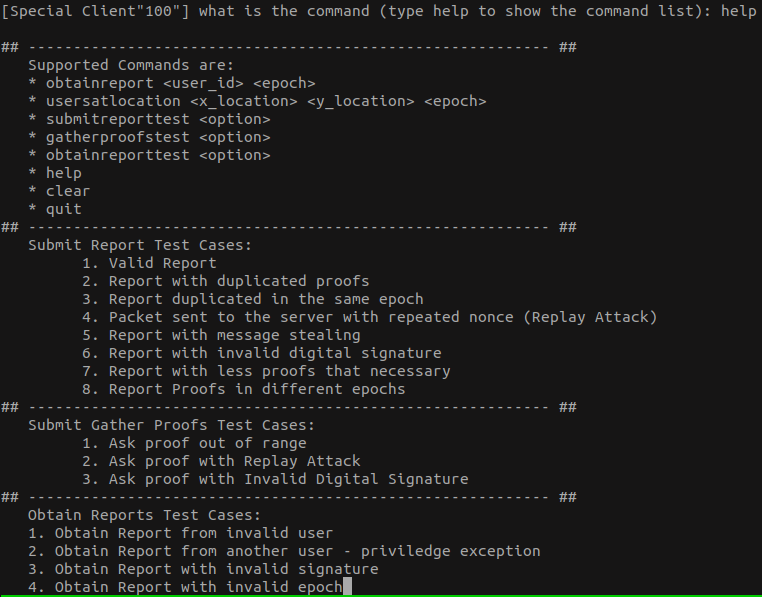 [Special Client"100"] what is the command (type help to show the command list): help
## ---------------------------------------------------------- ##
Supported Commands are:
* obtainreport <user_id> <epoch>
* usersatlocation <x_location> <y_location> <epoch>
* submitreporttest <option>
* gatherproofstest <option>
* obtainreporttest <option>
* help
* clear
* quit
## ---------------------------------------------------------- ##
Submit Report Test Cases:
1. Valid Report
2. Report with duplicated proofs
3. Report duplicated in the same epoch
4. Packet sent to the server with repeated nonce (Replay Attack)
5. Report with message stealing
6. Report with invalid digital signature
7. Report with less proofs that necessary
8. Report Proofs in different epochs
## ---------------------------------------------------------- ##
Submit Gather Proofs Test Cases:
1. Ask proof out of range
2. Ask proof with Replay Attack
3. Ask proof with Invalid Digital Signature
## ---------------------------------------------------------- ##
Obtain Reports Test Cases:
1. Obtain Report from invalid user
2. Obtain Report from another user - priviledge exception
3. Obtain Report with invalid signature
4. Obtain Report with invalid epoch